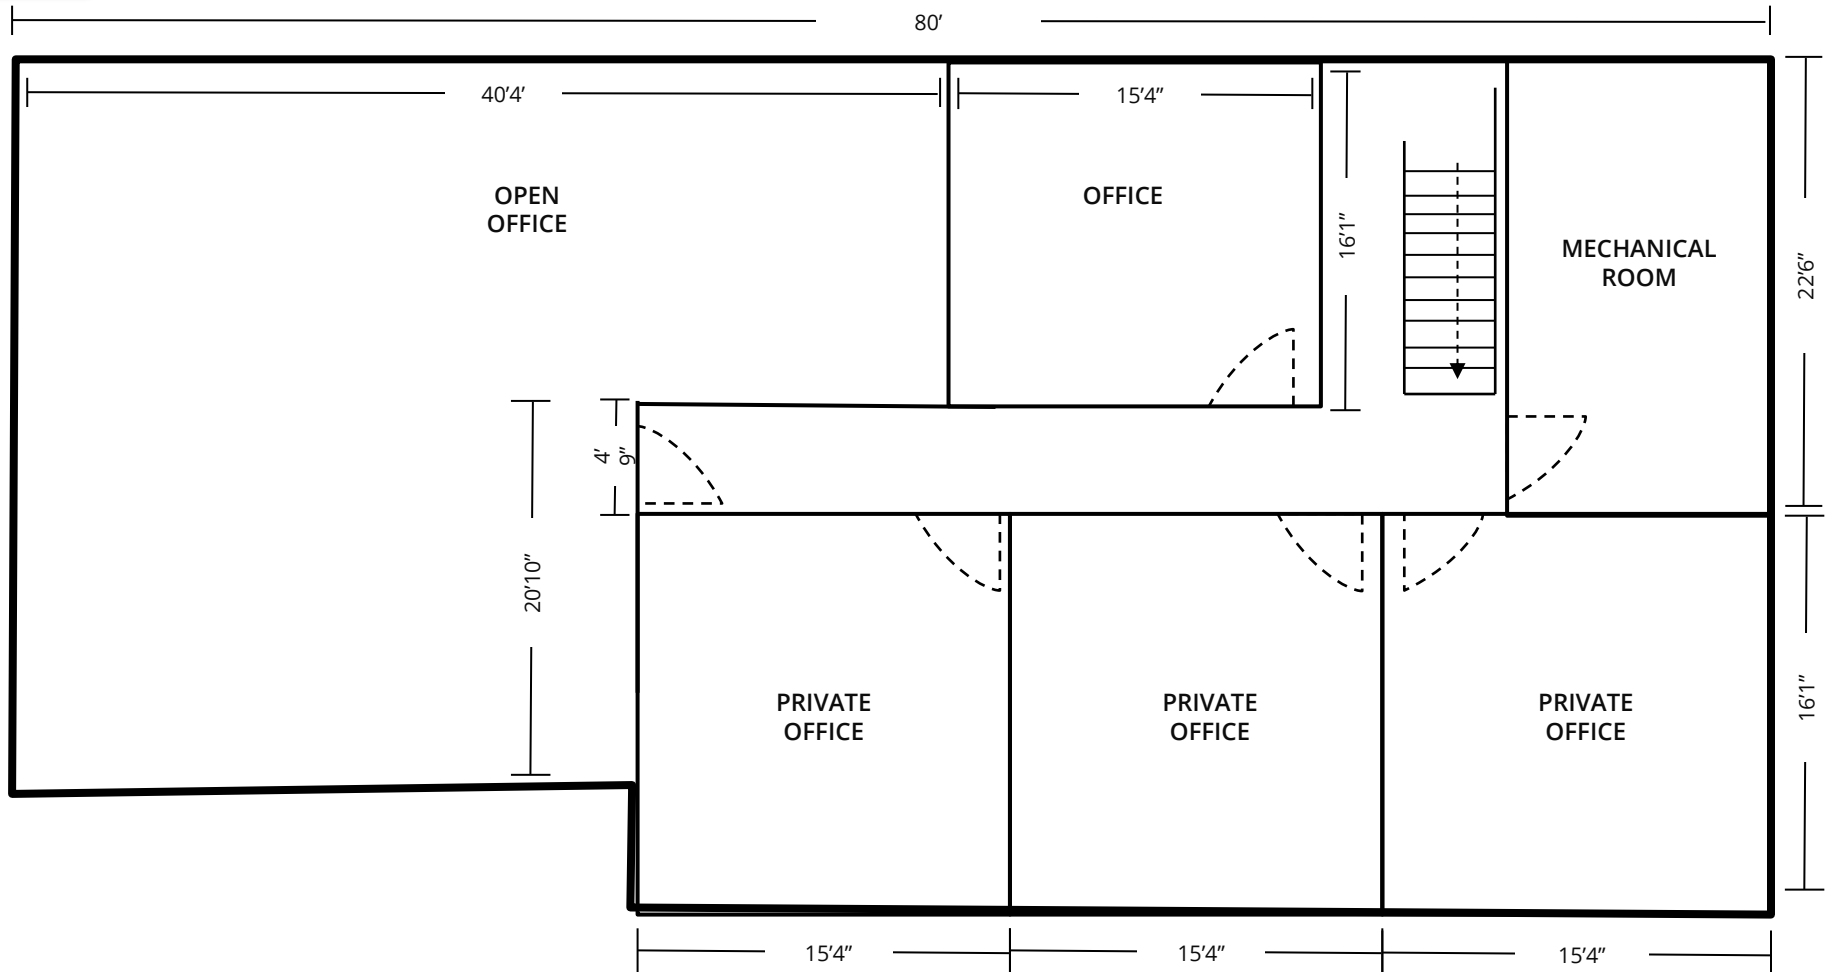 80’
40’4’
15’4”
OPEN
OFFICE
OFFICE
16’1”
MECHANICAL
ROOM
22’6”
4’
9”
20’10”
PRIVATE
OFFICE
PRIVATE
OFFICE
PRIVATE
OFFICE
16’1”
15’4”
15’4”
15’4”